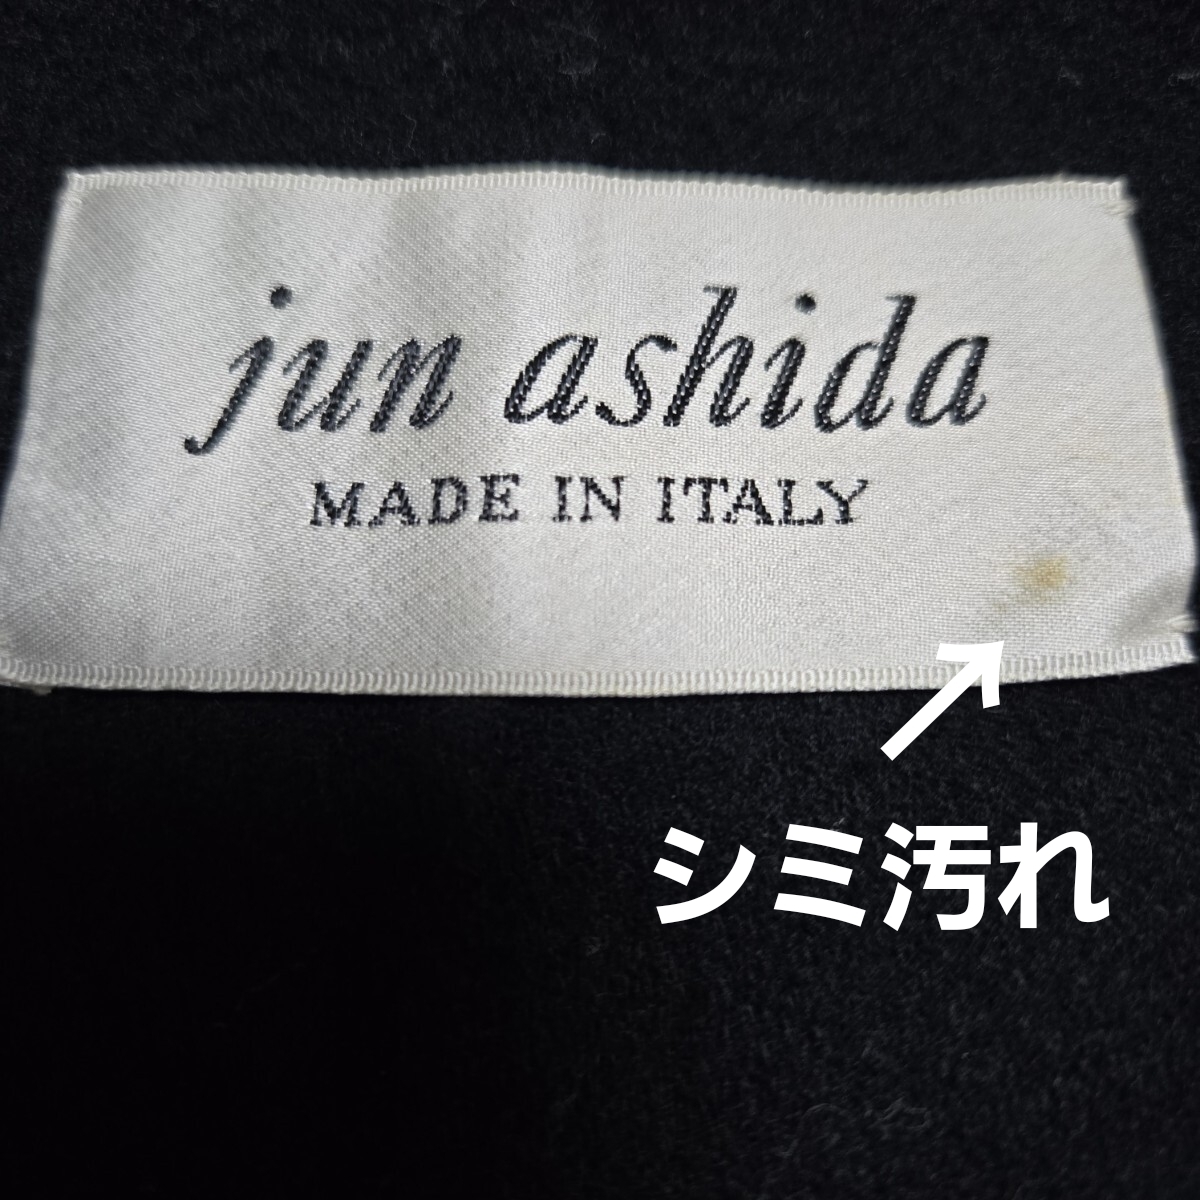 jun ashida
MADE IN ITALY
シミ汚れ